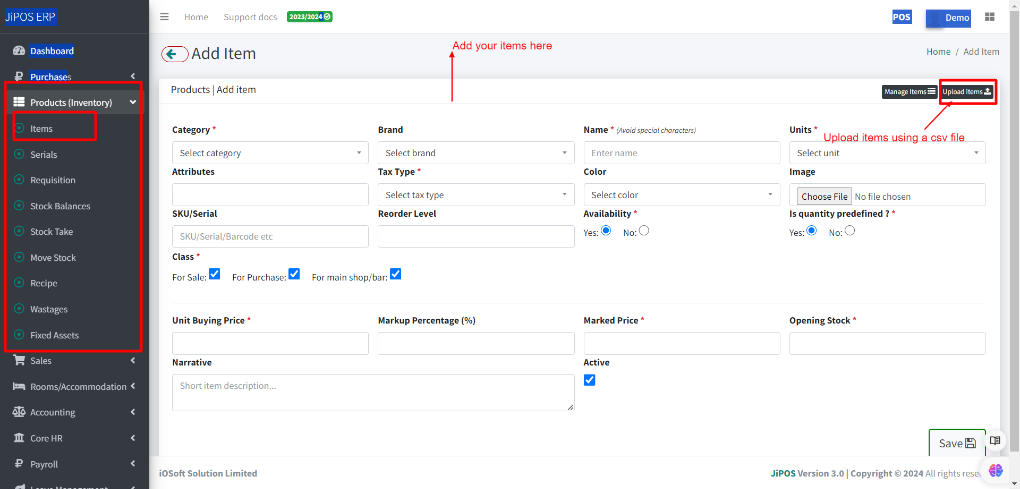 JiPOS ERP
Home Support docs 2023/2024
POS Demo
Dashboard
Purchases
Products (Inventory)
Items
Serials
Requisition
Stock Balances
Stock Take
Move Stock
Recipe
Wastages
Fixed Assets
Sales
Rooms/Accommodation
Accounting
Core HR
Payroll
Leave Management
Add Item
Add your items here
Home / Add Item
Products | Add item
Manage Items Upload Items
Upload items using a csv file
Category * Brand Name * (Avoid special characters) Units *
Select category Select brand Enter name Select unit
Attributes Tax Type * Color Image
Select tax type Select color Choose File No file chosen
SKU/Serial Reorder Level Availability * Is quantity predefined ? *
SKU/Serial/Barcode etc Yes: No: Yes: No:
Class *
For Sale: For Purchase: For main shop/bar:
Unit Buying Price * Markup Percentage (%) Marked Price * Opening Stock *
Narrative Active
Short item description...
Save
iOSoft Solution Limited JiPOS Version 3.0 | Copyright © 2024 All rights